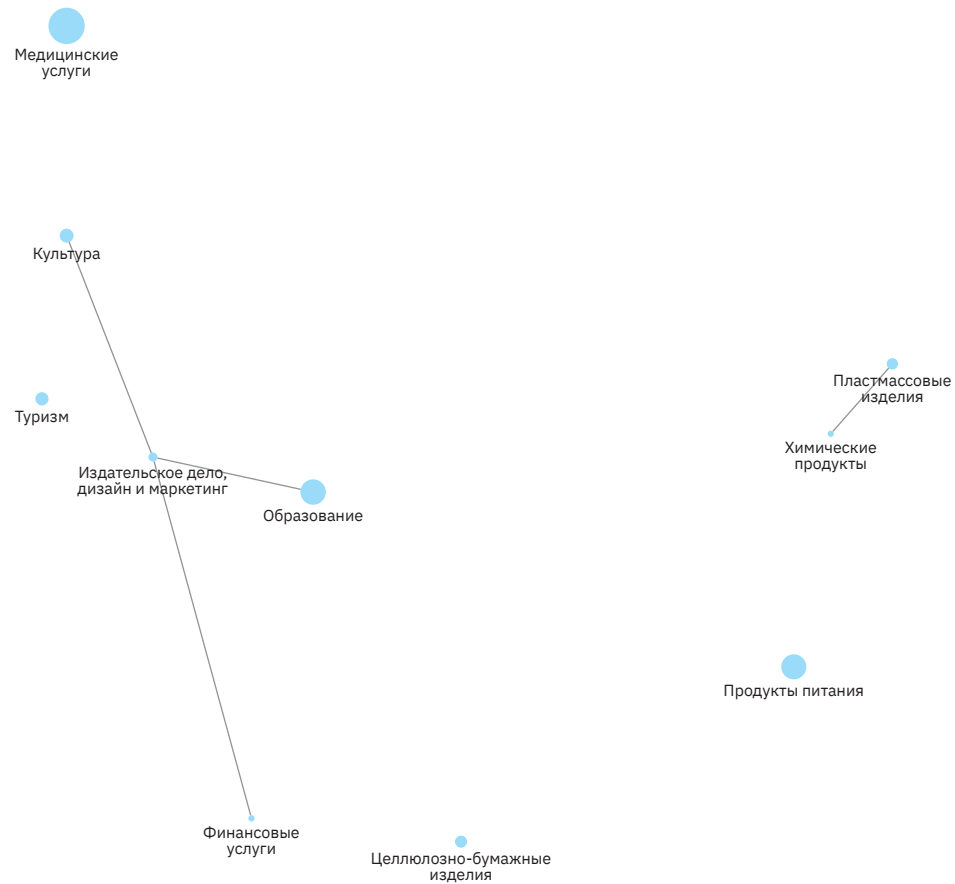 Медицинские
услуги
Культура
Пластмассовые
изделия
Туризм
Химические
продукты
Издательское дело,
дизайн и маркетинг
Образование
Продукты питания
Финансовые
услуги
Целлюлозно-бумажные
изделия